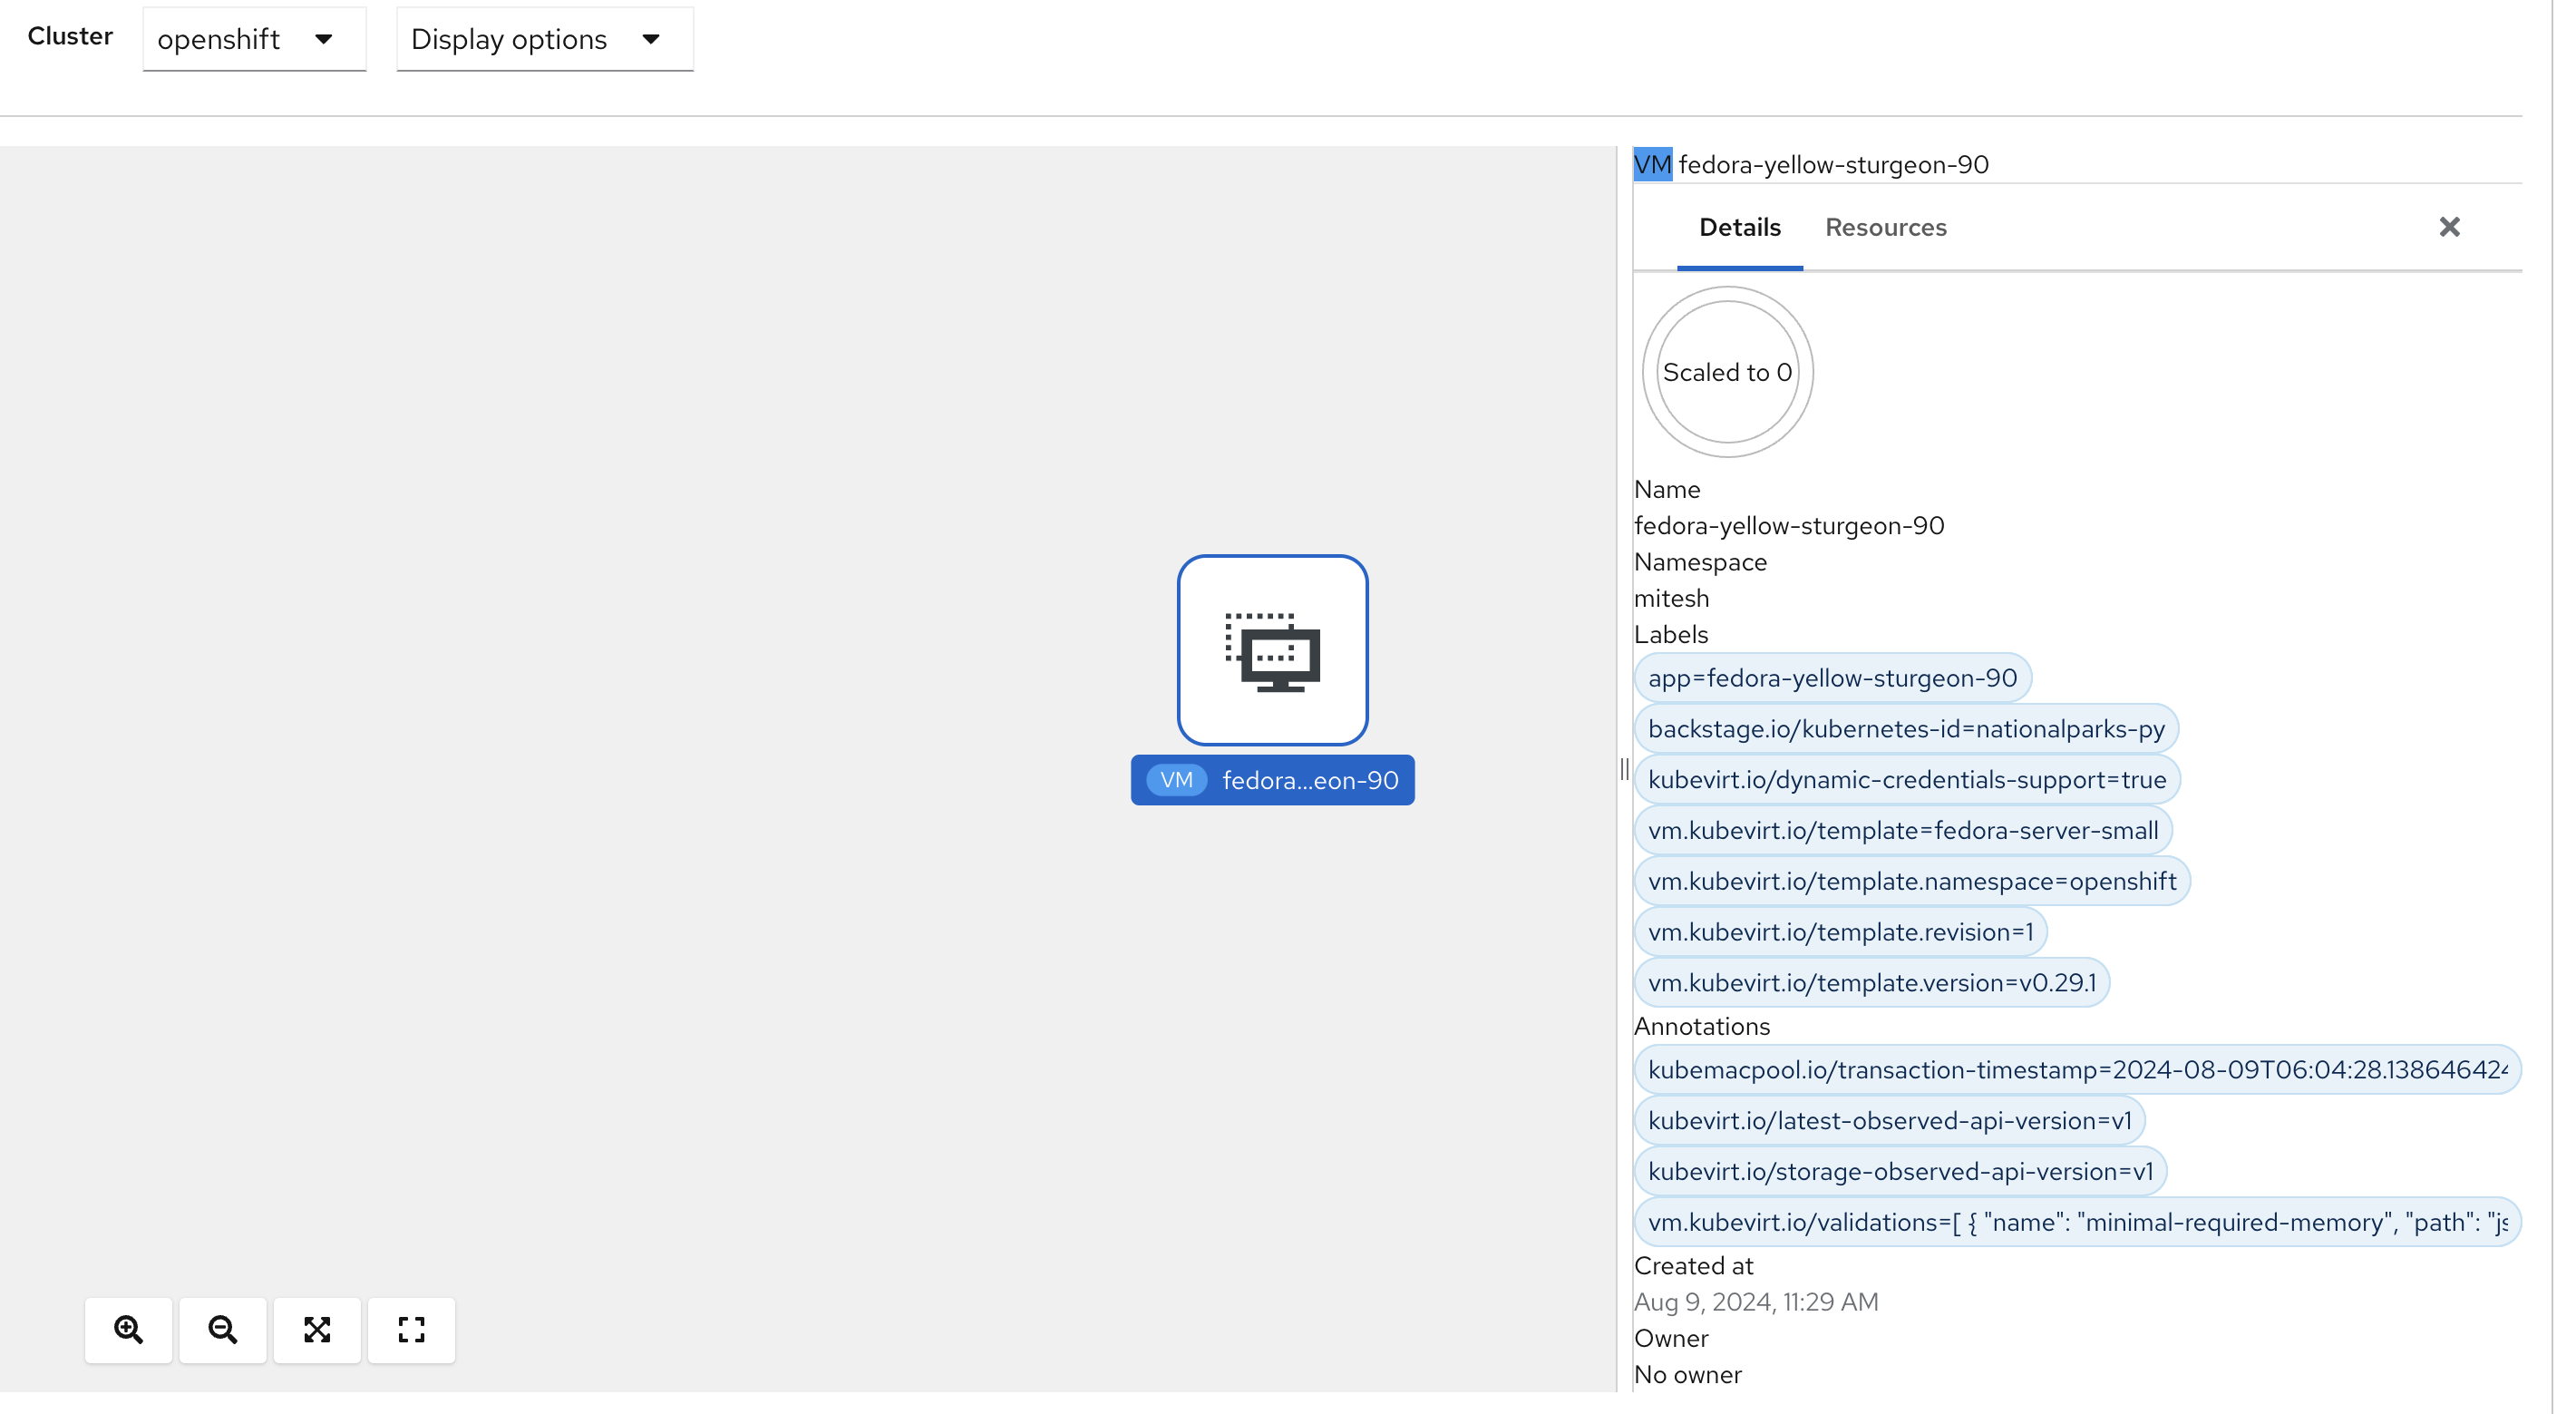 Cluster openshift Display options
VM fedora-yellow-sturgeon-90
Details Resources
Scaled to 0
Name
fedora-yellow-sturgeon-90
Namespace
mitesh
Labels
app=fedora-yellow-sturgeon-90
backstage.io/kubernetes-id=nationalparks-py
kubevirt.io/dynamic-credentials-support=true
vm.kubevirt.io/template=fedora-server-small
vm.kubevirt.io/template.namespace=openshift
vm.kubevirt.io/template.revision=1
vm.kubevirt.io/template.version=v0.29.1
Annotations
kubemacpool.io/transaction-timestamp=2024-08-09T06:04:28.138646424
kubevirt.io/latest-observed-api-version=v1
kubevirt.io/storage-observed-api-version=v1
vm.kubevirt.io/validations=[ { "name": "minimal-required-memory", "path": "js
Created at
Aug 9, 2024, 11:29 AM
Owner
No owner
VM fedora...eon-90